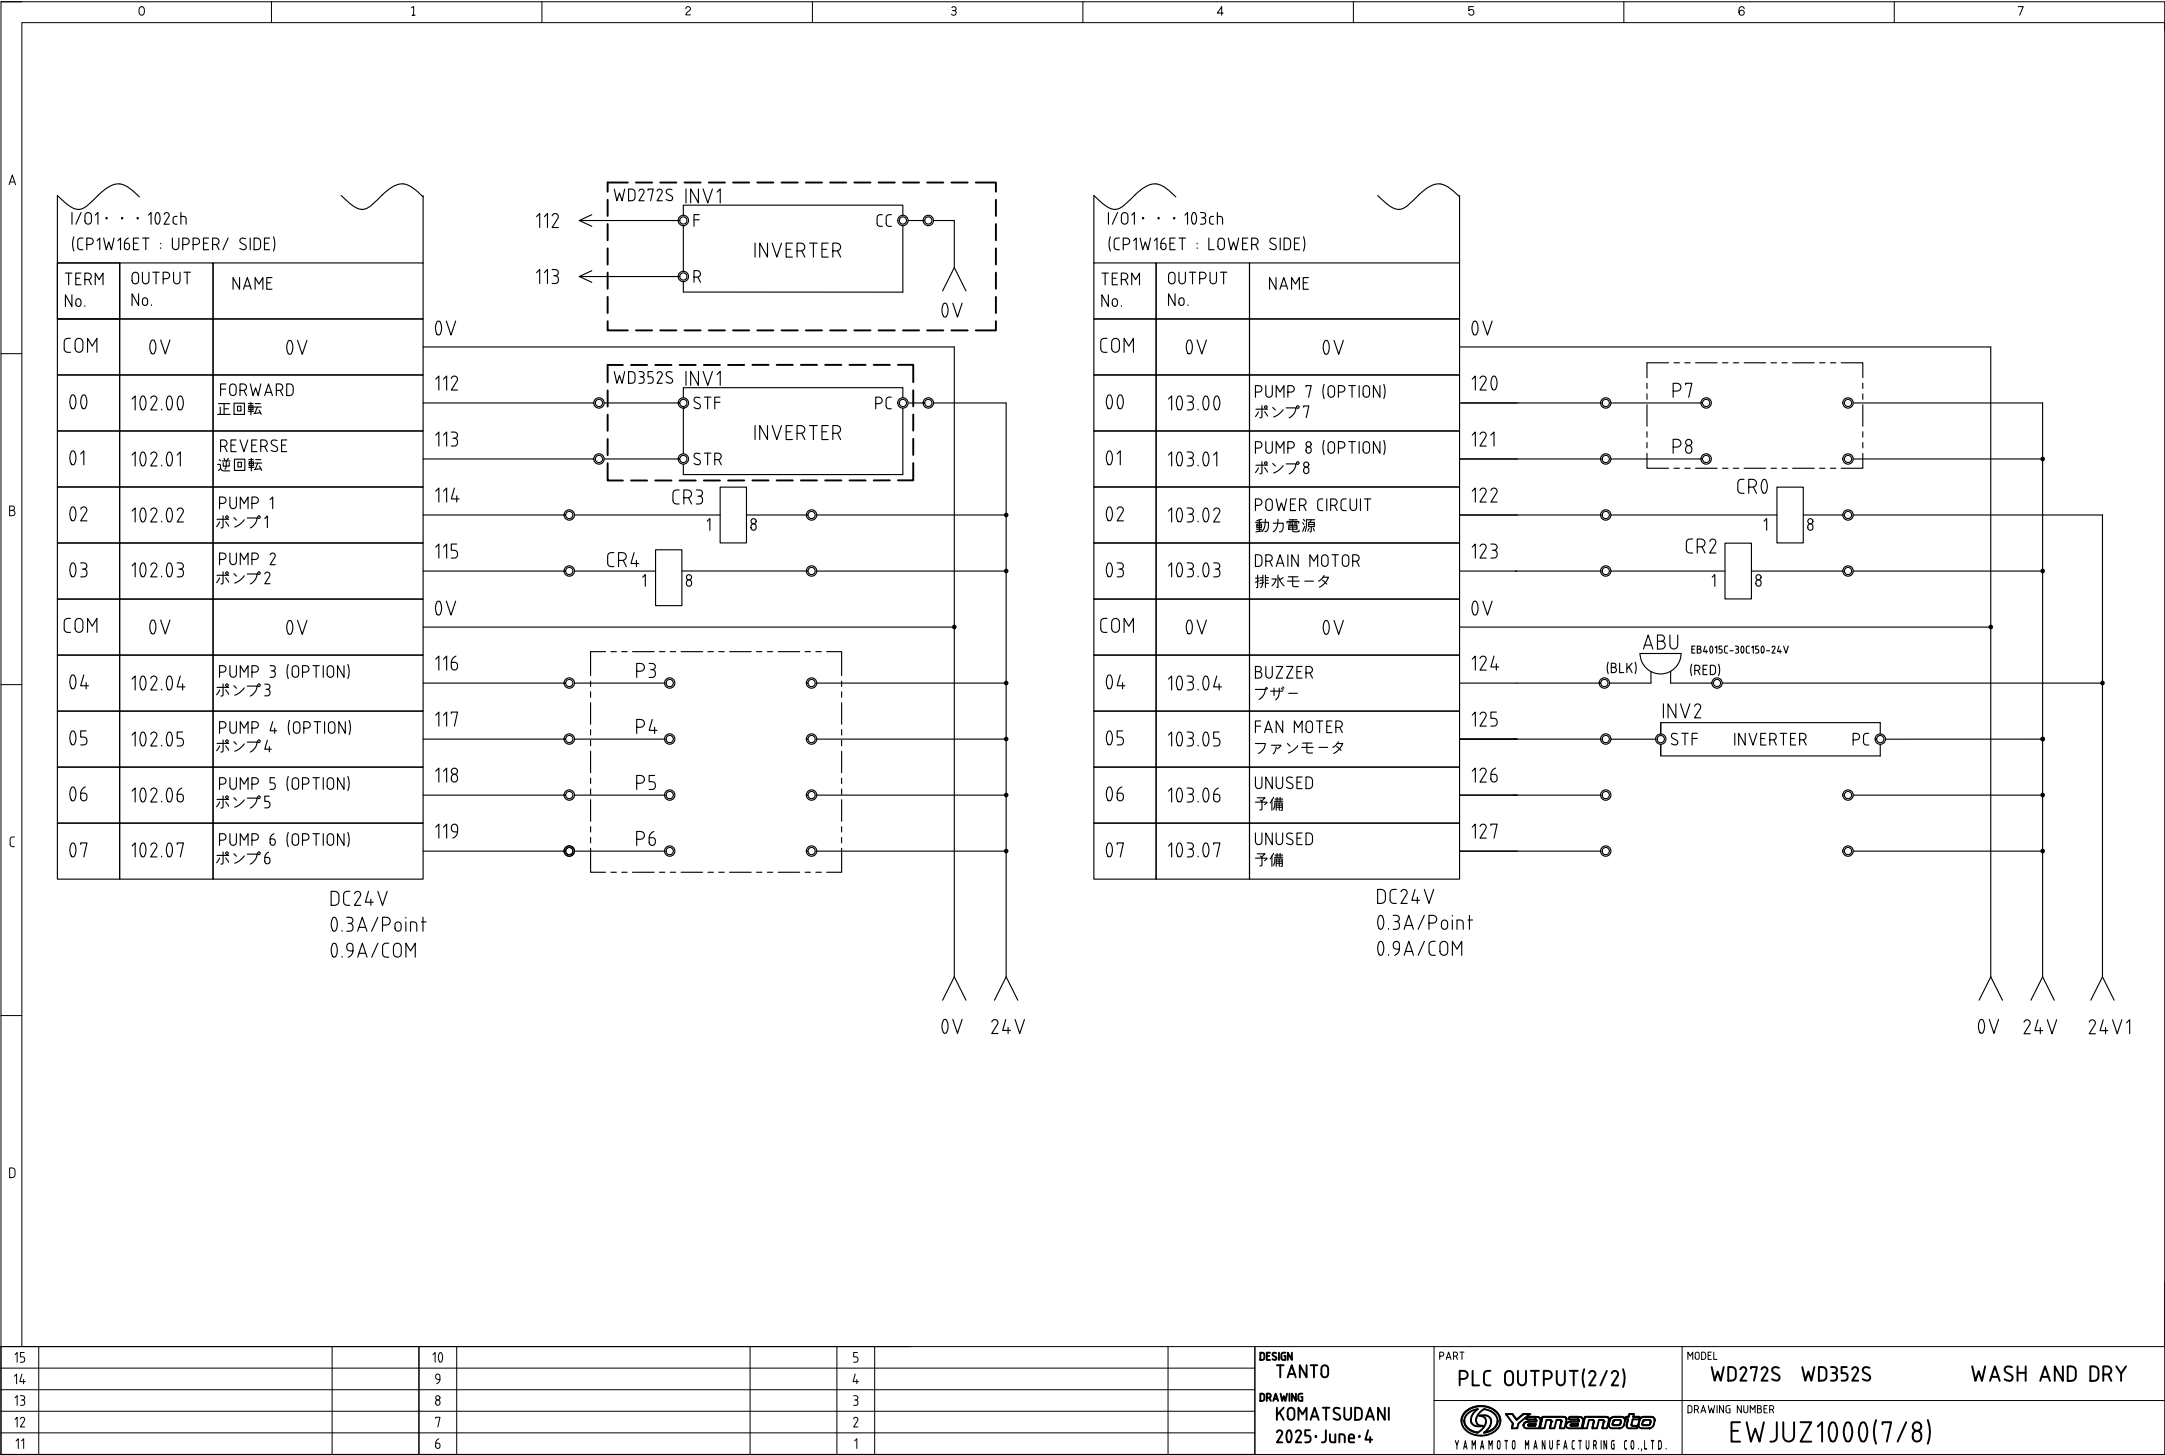 0 1 2 3 4 5 6 7
A
B
C
D
I/O1・・・102ch
(CP1W16ET : UPPER/ SIDE)
TERM No. OUTPUT No. NAME
COM 0V 0V 0V
00 102.00 FORWARD 正回転 112
01 102.01 REVERSE 逆回転 113
02 102.02 PUMP 1 ポンプ1 114
03 102.03 PUMP 2 ポンプ2 115
COM 0V 0V 0V
04 102.04 PUMP 3 (OPTION) ポンプ3 116
05 102.05 PUMP 4 (OPTION) ポンプ4 117
06 102.06 PUMP 5 (OPTION) ポンプ5 118
07 102.07 PUMP 6 (OPTION) ポンプ6 119
DC24V
0.3A/Point
0.9A/COM
WD272S INV1
112 F CC
INVERTER
113 R
0V
WD352S INV1
STF PC
INVERTER
STR
CR3
1 8
CR4
1 8
P3
P4
P5
P6
0V 24V
I/O1・・・103ch
(CP1W16ET : LOWER SIDE)
TERM No. OUTPUT No. NAME
COM 0V 0V 0V
00 103.00 PUMP 7 (OPTION) ポンプ7 120
01 103.01 PUMP 8 (OPTION) ポンプ8 121
02 103.02 POWER CIRCUIT 動力電源 122
03 103.03 DRAIN MOTOR 排水モータ 123
COM 0V 0V 0V
04 103.04 BUZZER ブザー 124
05 103.05 FAN MOTER ファンモータ 125
06 103.06 UNUSED 予備 126
07 103.07 UNUSED 予備 127
DC24V
0.3A/Point
0.9A/COM
P7
P8
CR0
1 8
CR2
1 8
ABU EB4015C-30C150-24V
(BLK) (RED)
INV2
STF INVERTER PC
0V 24V 24V1
15 10 5
14 9 4
13 8 3
12 7 2
11 6 1
DESIGN
TANTO
DRAWING
KOMATSUDANI
2025・June・4
PART
PLC OUTPUT(2/2)
Yamamoto
YAMAMOTO MANUFACTURING CO.,LTD.
MODEL
WD272S WD352S WASH AND DRY
DRAWING NUMBER
EWJUZ1000(7/8)